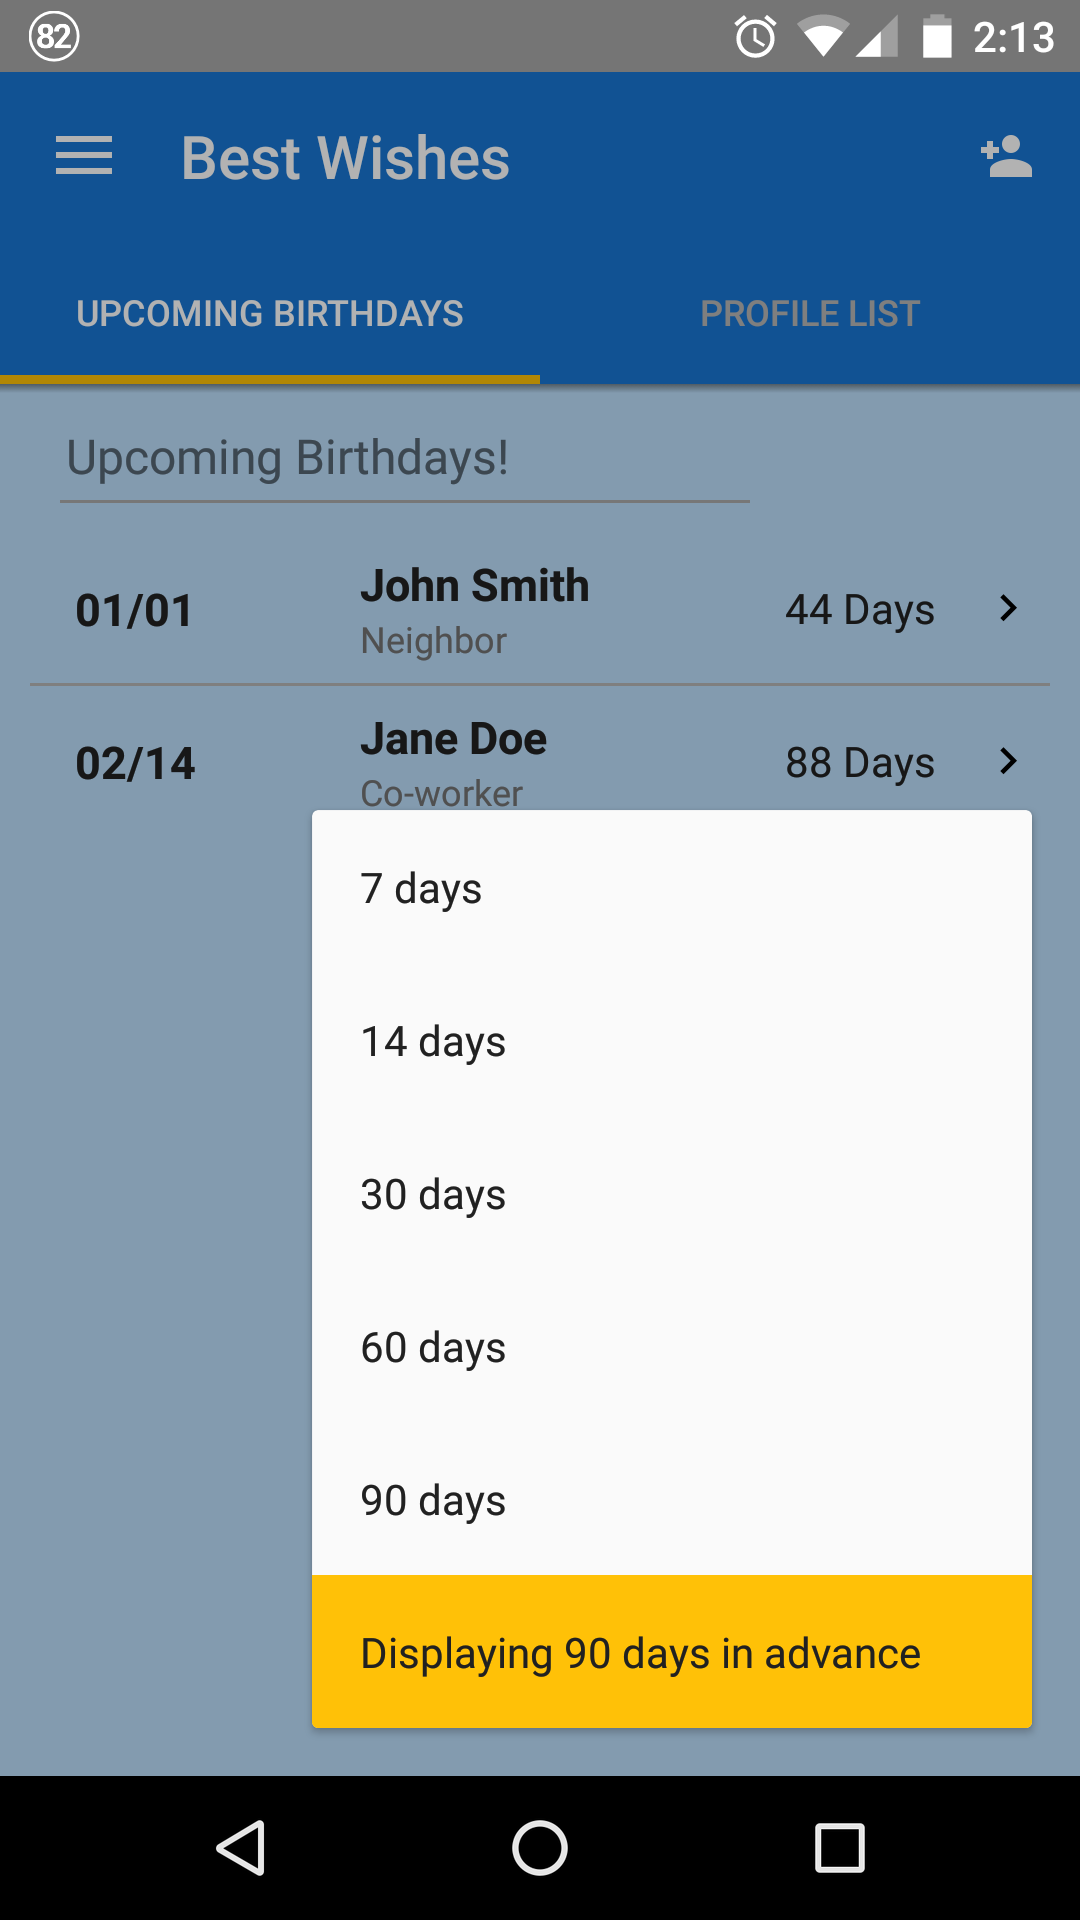 82
2:13
Best Wishes
UPCOMING BIRTHDAYS
PROFILE LIST
Upcoming Birthdays!
01/01
John Smith
Neighbor
44 Days
02/14
Jane Doe
Co-worker
88 Days
7 days
14 days
30 days
60 days
90 days
Displaying 90 days in advance